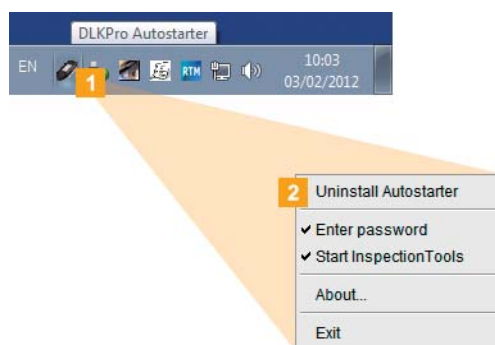 DLKPro Autostarter
EN
RTM
10:03
03/02/2012
1
2
Uninstall Autostarter
✓ Enter password
✓ Start InspectionTools
About...
Exit